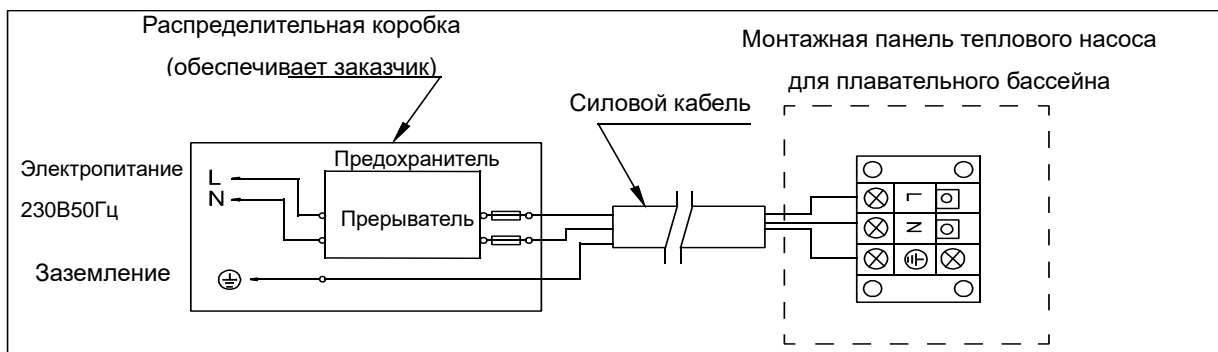 Распределительная коробка
(обеспечивает заказчик)
Монтажная панель теплового насоса
для плавательного бассейна
Силовой кабель
Электропитание
230В50Гц
L
N
Предохранитель
Прерыватель
Заземление
L
N